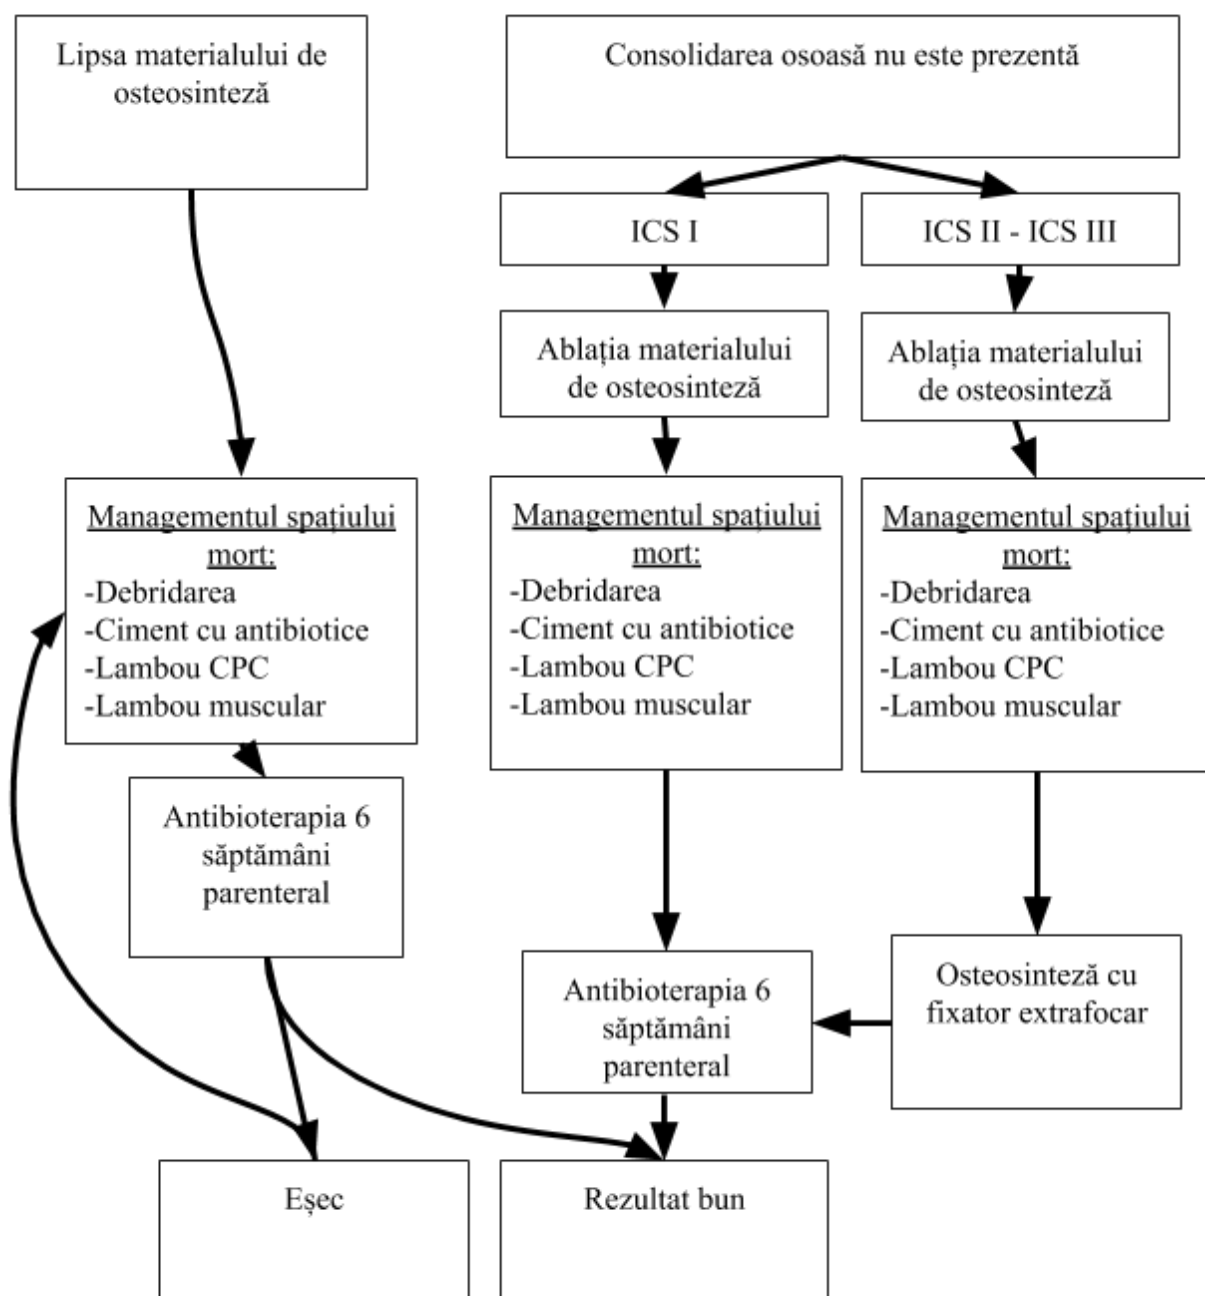 Lipsa materialului de
osteosinteză
Consolidarea osoasă nu este prezentă
ICS I
ICS II - ICS III
Ablația materialului
de osteosinteză
Ablația materialului
de osteosinteză
Managementul spațiului
mort:
-Debridarea
-Ciment cu antibiotice
-Lambou CPC
-Lambou muscular
Managementul spațiului
mort:
-Debridarea
-Ciment cu antibiotice
-Lambou CPC
-Lambou muscular
Managementul spațiului
mort:
-Debridarea
-Ciment cu antibiotice
-Lambou CPC
-Lambou muscular
Antibioterapia 6
săptămâni
parenteral
Antibioterapia 6
săptămâni
parenteral
Osteosinteză cu
fixator extrafocar
Eșec
Rezultat bun